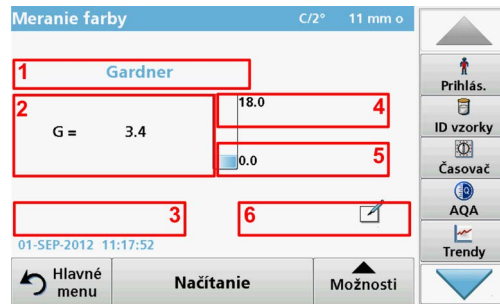 Meranie farby C/2° 11 mm o
1 Gardner
2 18.0 4
G = 3.4
0.0 5
3 6
01-SEP-2012 11:17:52
Hlavné menu Načítanie Možnosti
Prihlás.
ID vzorky
Časovač
AQA
Trendy